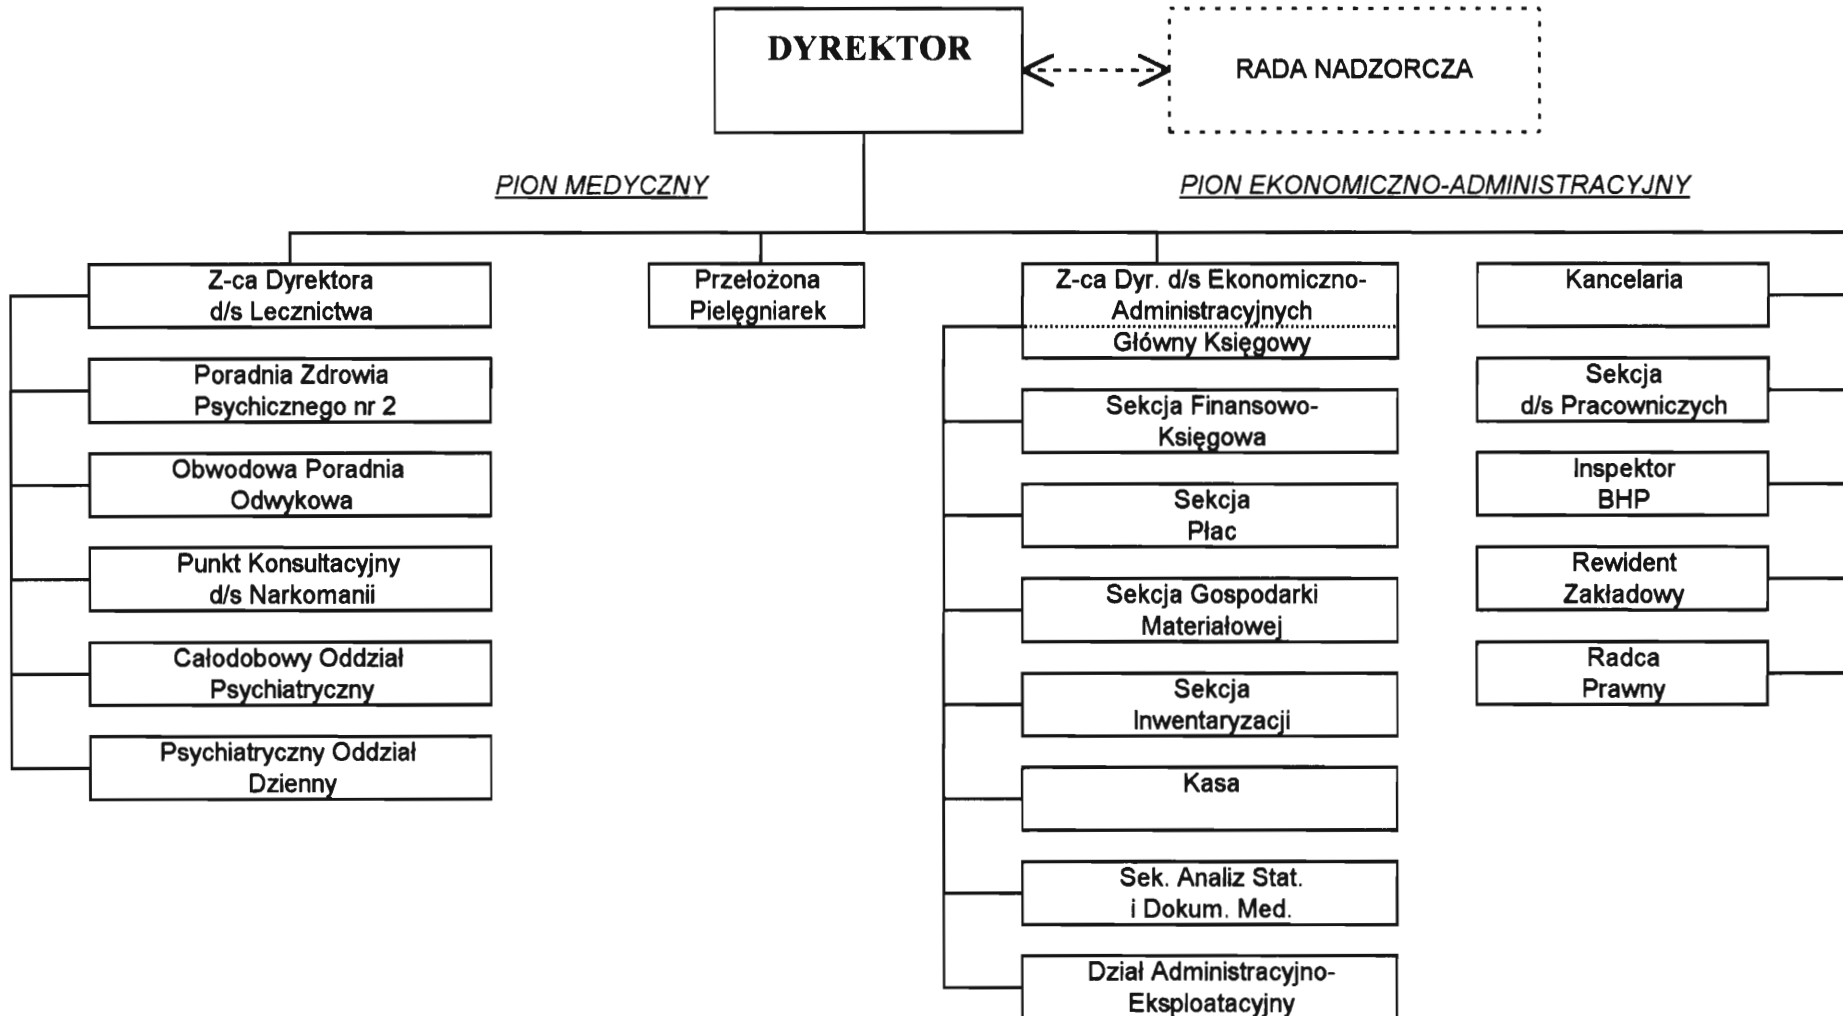 DYREKTOR
RADA NADZORCZA
PION MEDYCZNY
PION EKONOMICZNO-ADMINISTRACYJNY
Z-ca Dyrektora
d/s Lecznictwa
Poradnia Zdrowia
Psychicznego nr 2
Obwodowa Poradnia
Odwykowa
Punkt Konsultacyjny
d/s Narkomanii
Całodobowy Oddział
Psychiatryczny
Psychiatryczny Oddział
Dzienny
Przełożona
Pielęgniarek
Z-ca Dyr. d/s Ekonomiczno-
Administracyjnych
Główny Księgowy
Sekcja Finansowo-
Księgowa
Sekcja
Płac
Sekcja Gospodarki
Materiałowej
Sekcja
Inwentaryzacji
Kasa
Sek. Analiz Stat.
i Dokum. Med.
Dział Administracyjno-
Eksploatacyjny
Kancelaria
Sekcja
d/s Pracowniczych
Inspektor
BHP
Rewident
Zakładowy
Radca
Prawny